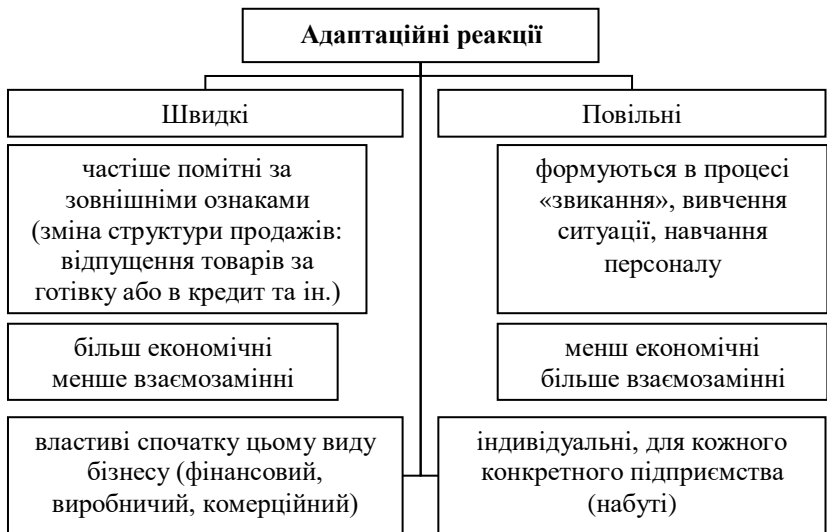 Адаптаційні реакції
Швидкі
Повільні
частіше помітні за
зовнішніми ознаками
(зміна структури продажів:
відпущення товарів за
готівку або в кредит та ін.)
формуються в процесі
«звикання», вивчення
ситуації, навчання
персоналу
більш економічні
менше взаємозамінні
менш економічні
більше взаємозамінні
властиві спочатку цьому виду
бізнесу (фінансовий,
виробничий, комерційний)
індивідуальні, для кожного
конкретного підприємства
(набуті)